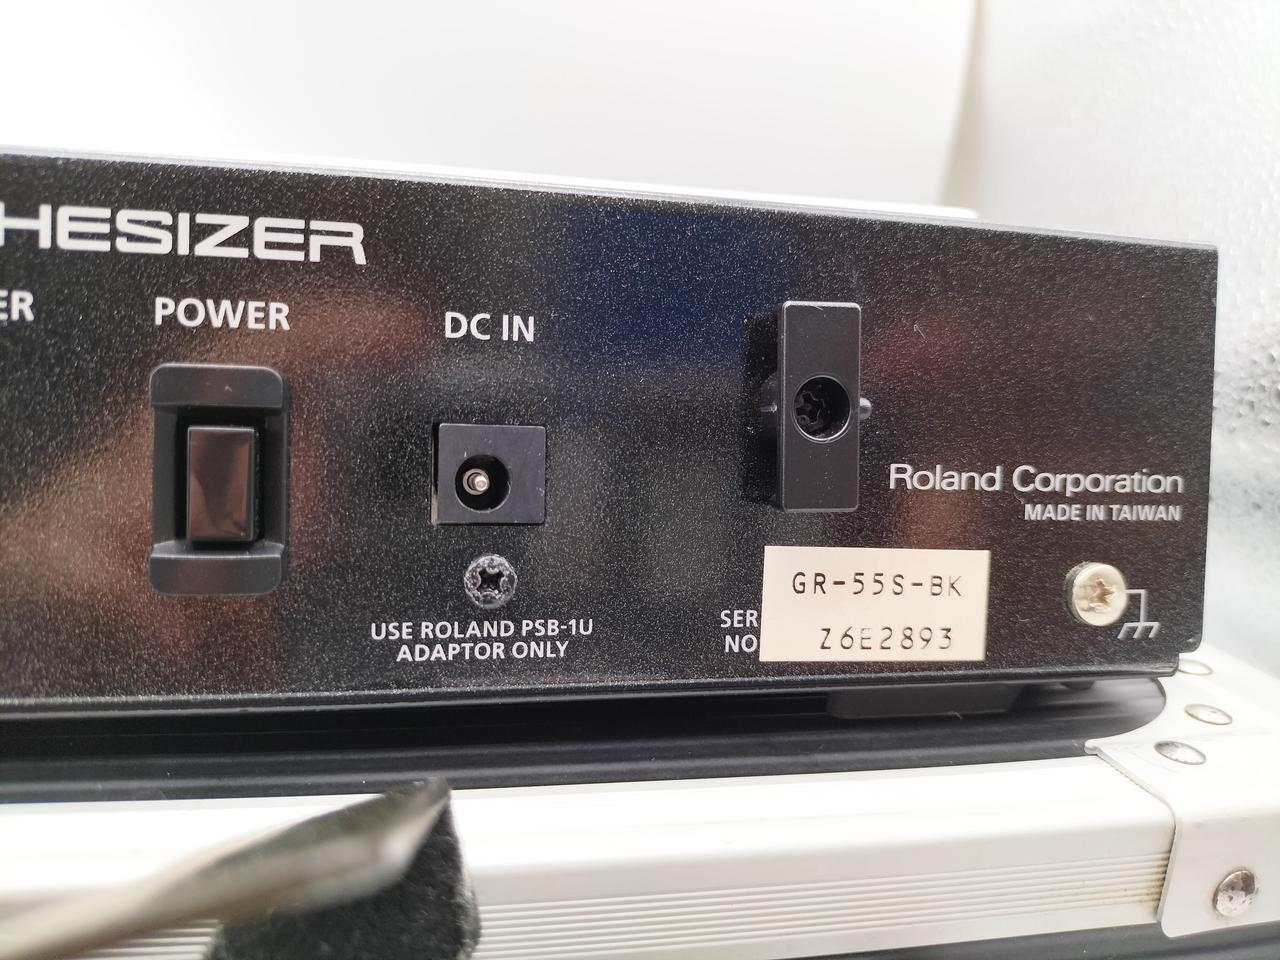 HESIZER
ER
POWER
DC IN
USE ROLAND PSB-1U
ADAPTOR ONLY
Roland Corporation
MADE IN TAIWAN
SER
NO
GR-55S-BK
Z6E2893